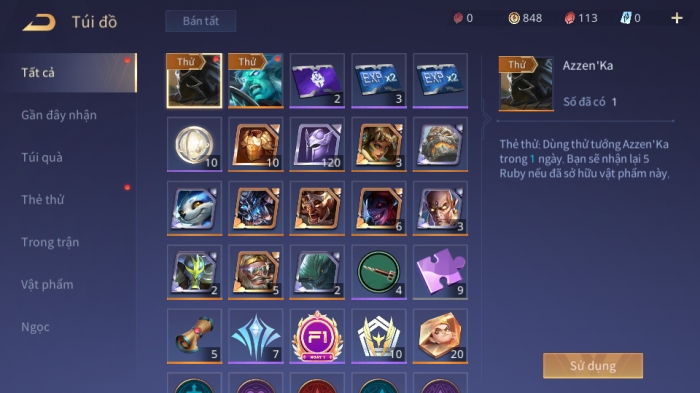 Túi đồ
Bán tất
0
848
113
0
Tất cả
Gần đây nhận
Túi quà
Thẻ thử
Trong trận
Vật phẩm
Ngọc
Thử
Thử
2
3
2
10
10
120
3
6
3
2
5
2
4
9
5
7
F1
10
20
Thử
Azzen'Ka
Số đã có 1
Thẻ thử: Dùng thử tướng Azzen'Ka
trong 1 ngày. Bạn sẽ nhận lại 5
Ruby nếu đã sở hữu vật phẩm này.
Sử dụng